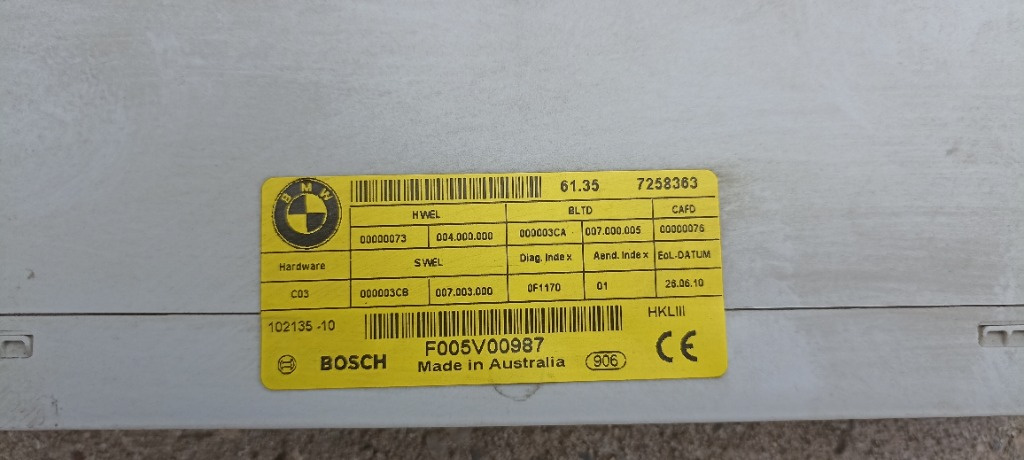 BMW
61.35 7258363
HWEL BLTD CAFD
00000073 004.000.000 000003CA 007.000.005 00000076
Hardware SWEL Diag. Index Aend. Index EoL-DATUM
C03 000003CB 007.003.000 0F1170 01 28.06.10
102135 -10 HKLIII
F005V00987
BOSCH Made in Australia 906 CE